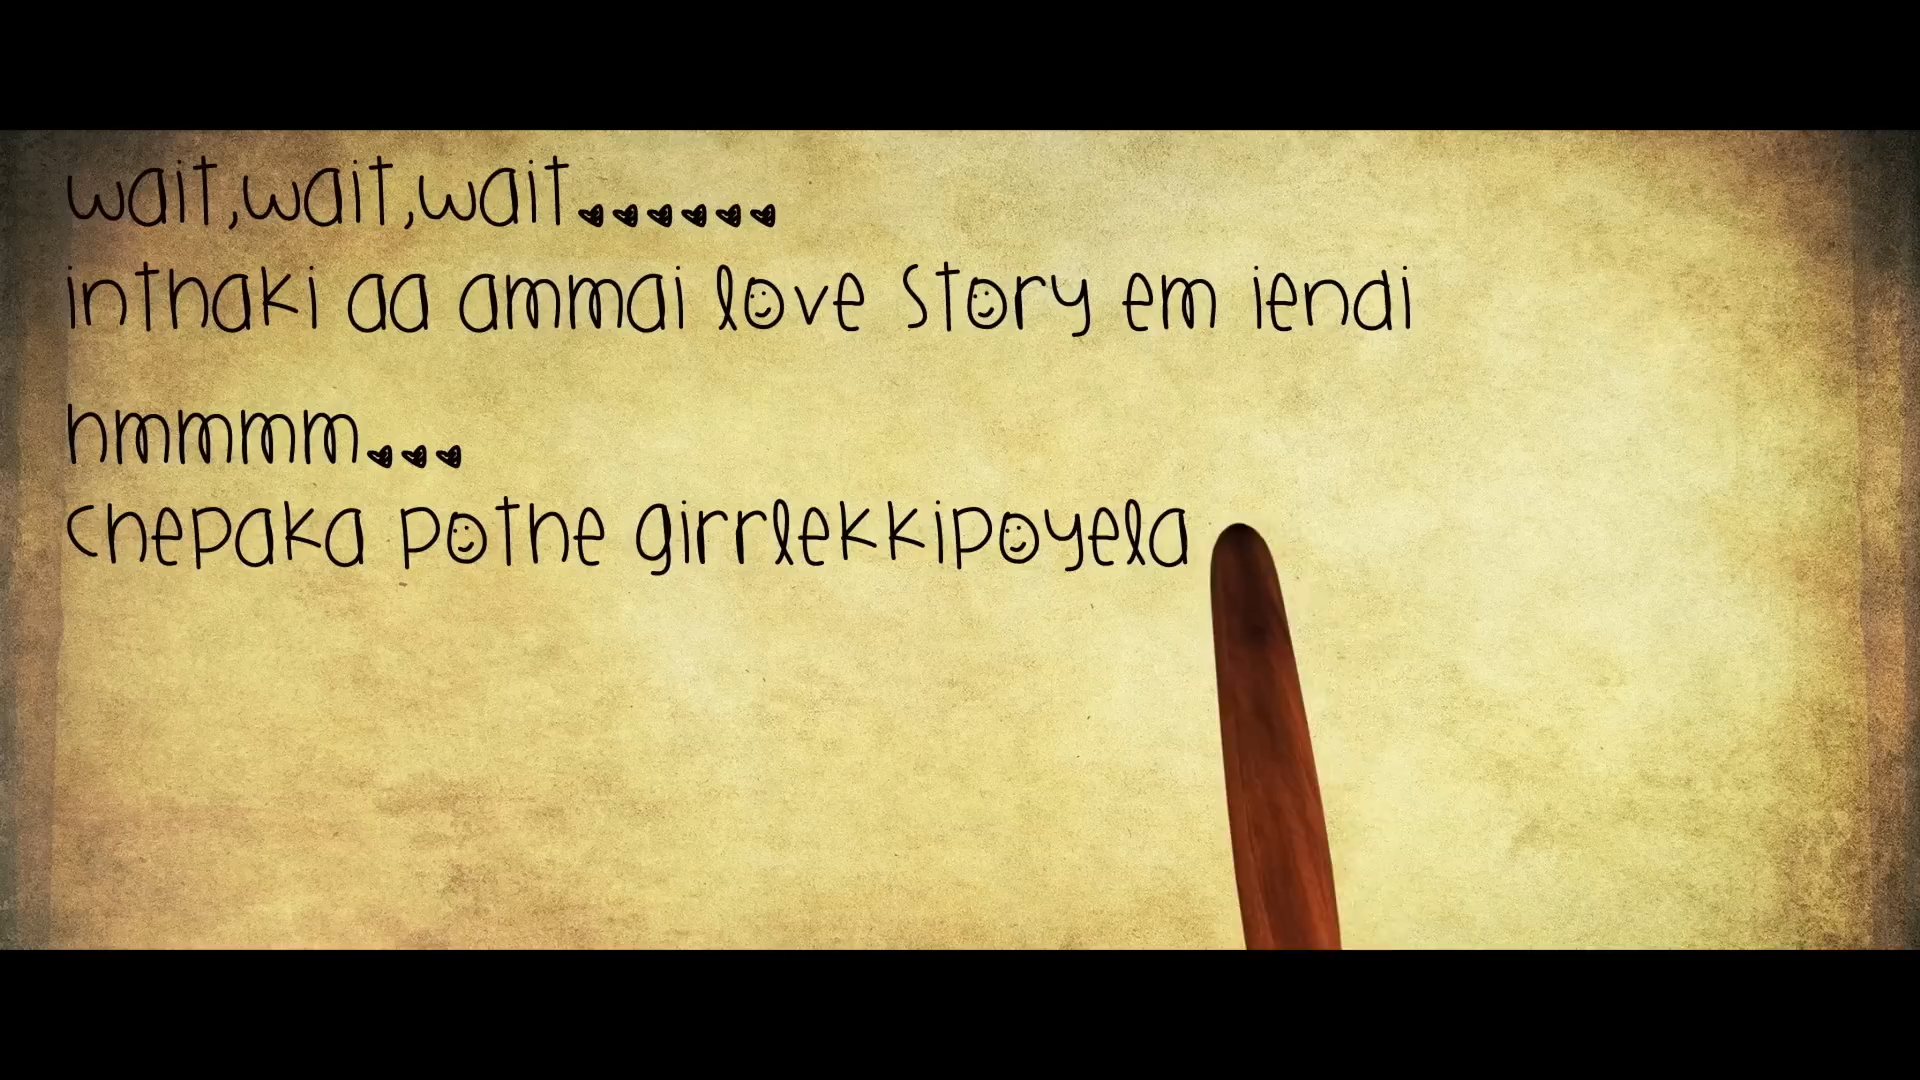 wait,wait,wait......
inthaki aa ammai love story em iendi
hmmmm...
chepaka pothe girrlekkipoyela